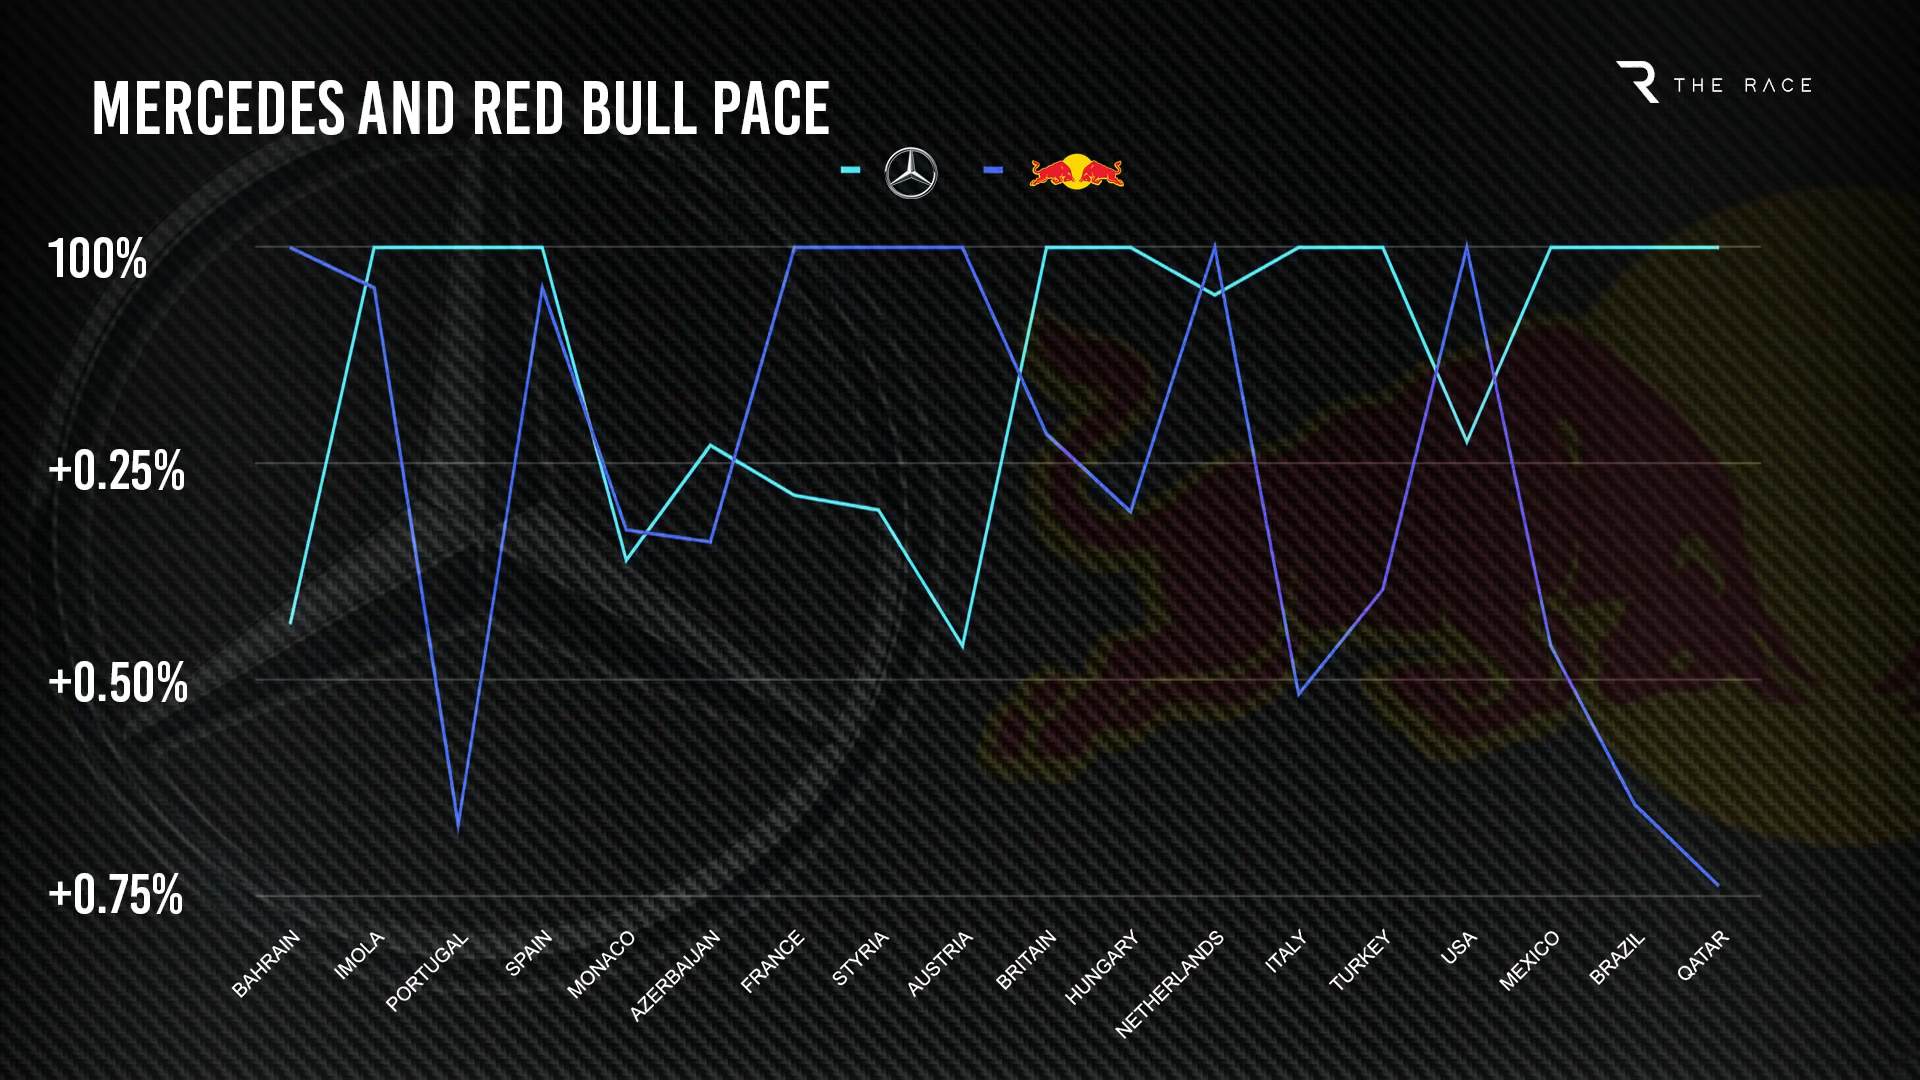 MERCEDES AND RED BULL PACE
THE RACE
100%
+0.25%
+0.50%
+0.75%
BAHRAIN
IMOLA
PORTUGAL
SPAIN
MONACO
AZERBAIJAN
FRANCE
STYRIA
AUSTRIA
BRITAIN
HUNGARY
NETHERLANDS
ITALY
TURKEY
USA
MEXICO
BRAZIL
QATAR